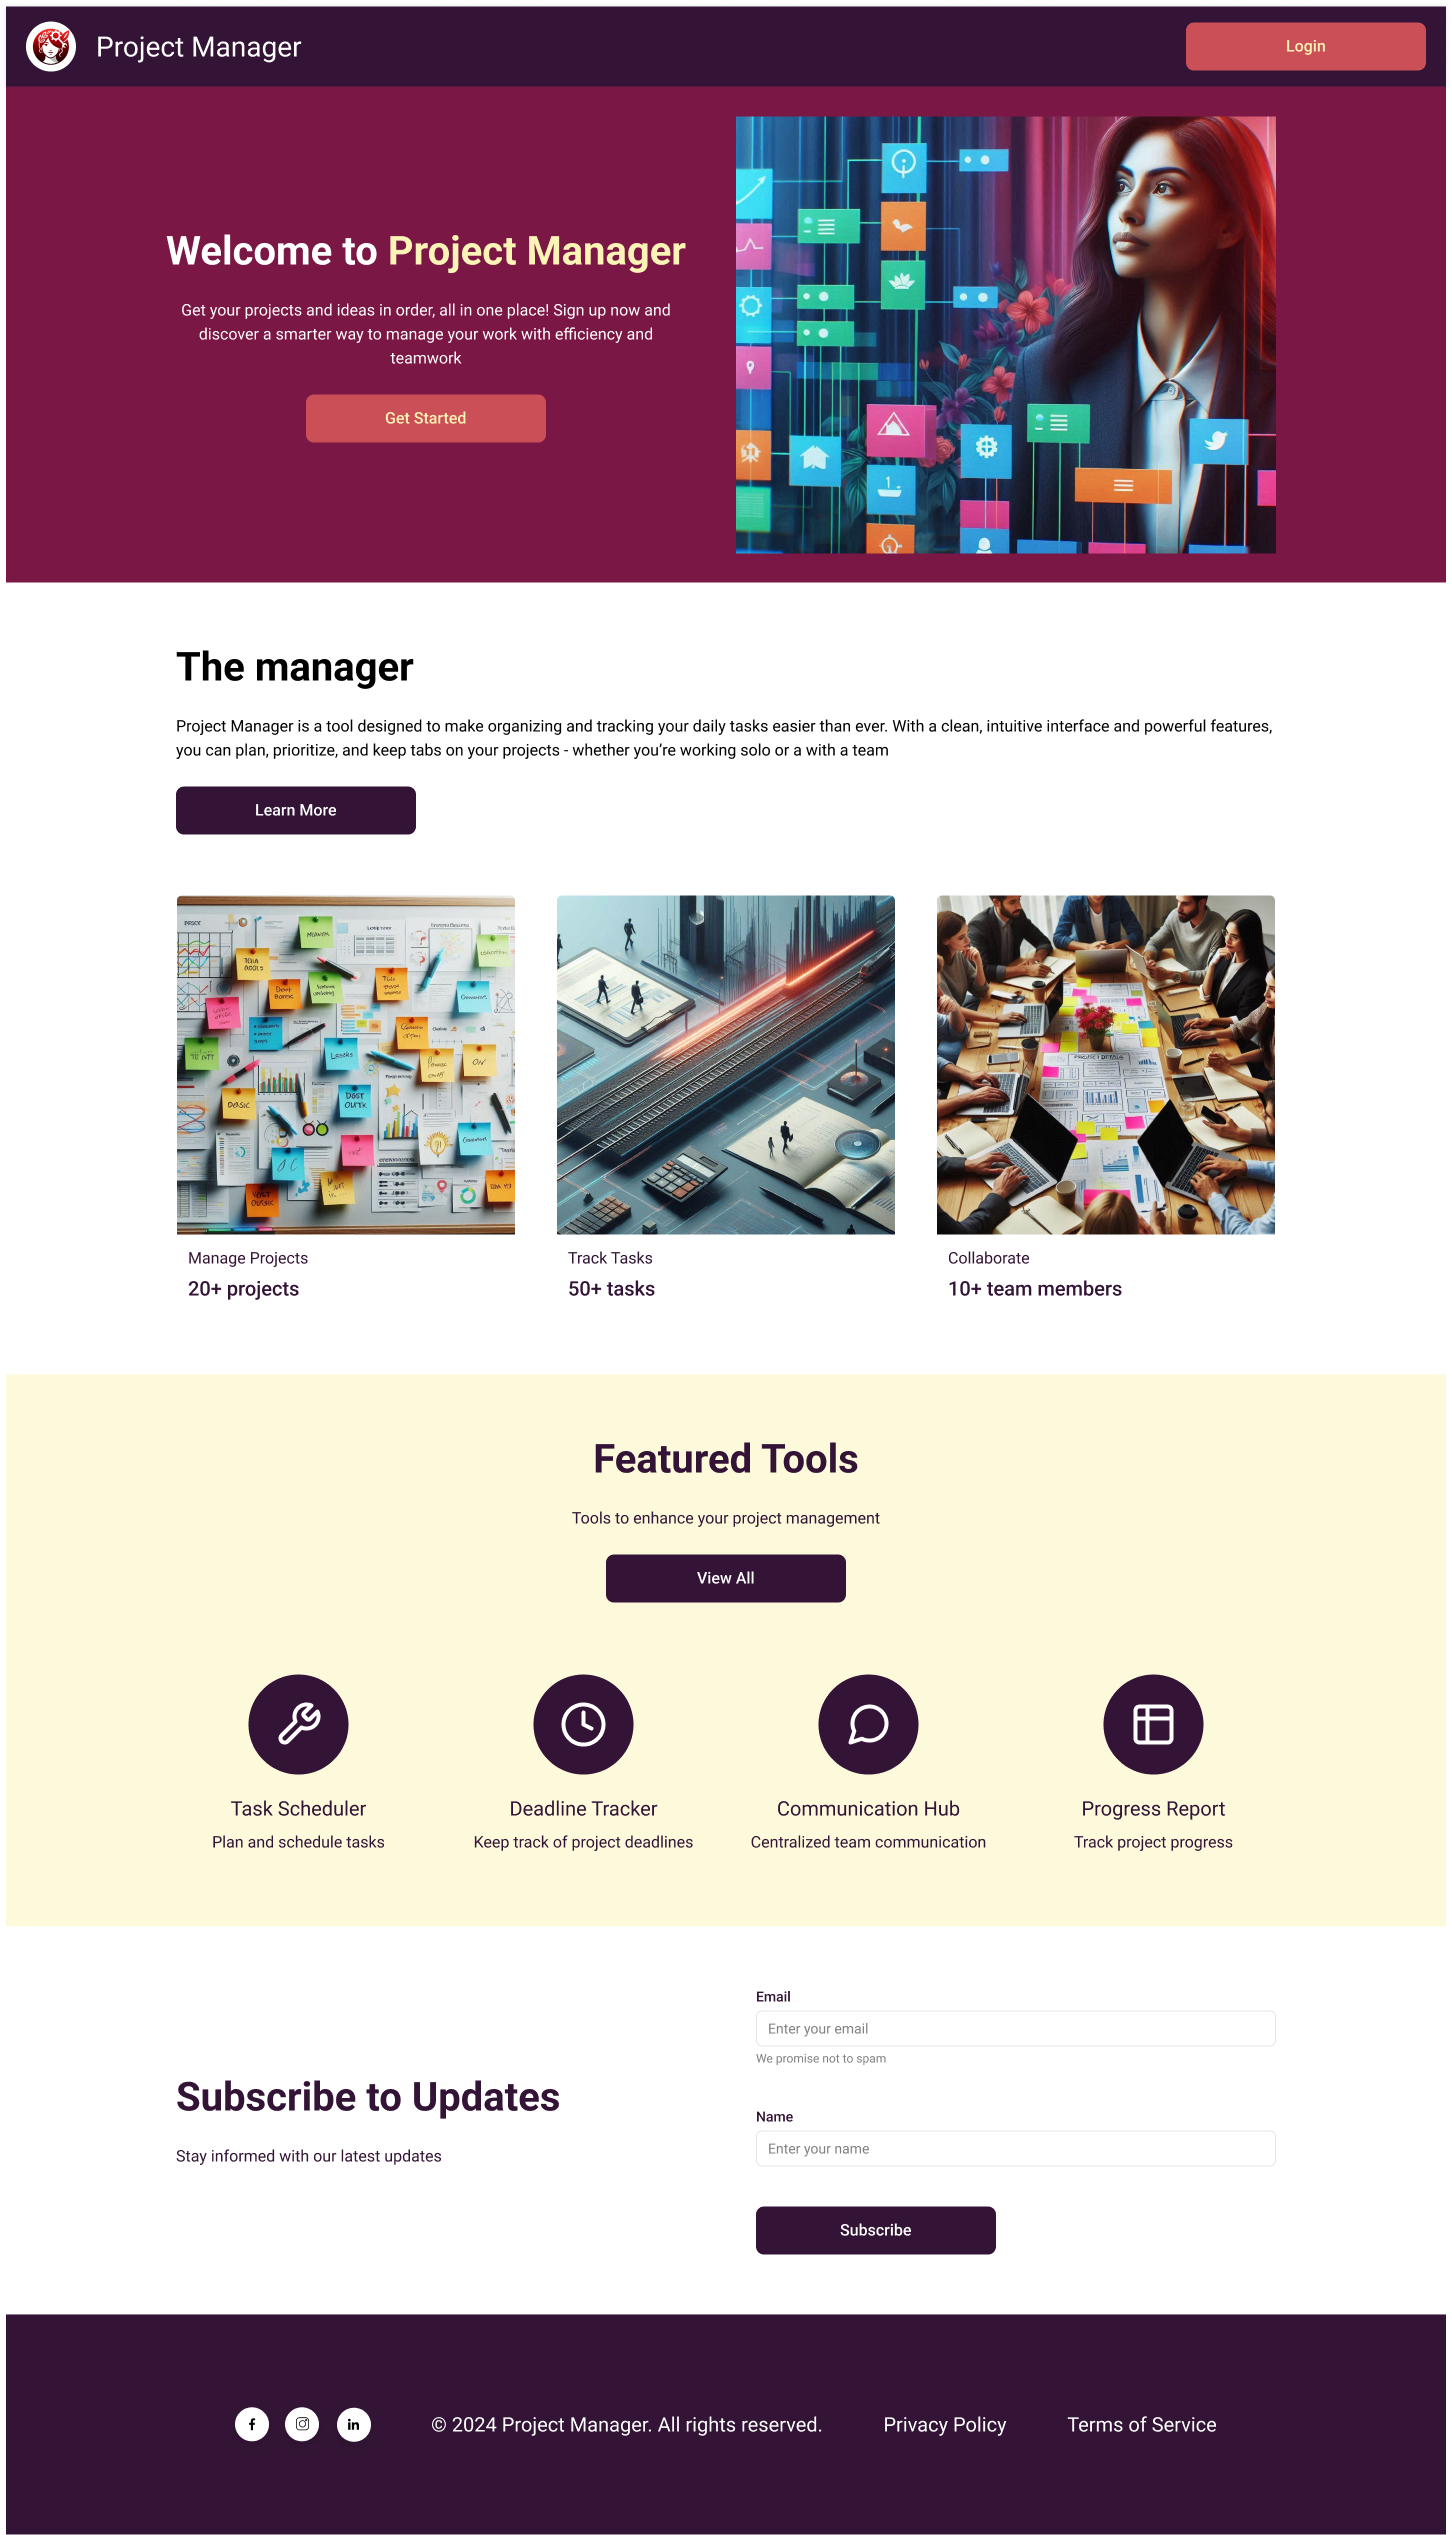 Project Manager
Login
Welcome to Project Manager
Get your projects and ideas in order, all in one place! Sign up now and
discover a smarter way to manage your work with efficiency and
teamwork
Get Started
The manager
Project Manager is a tool designed to make organizing and tracking your daily tasks easier than ever. With a clean, intuitive interface and powerful features,
you can plan, prioritize, and keep tabs on your projects - whether you’re working solo or a with a team
Learn More
Manage Projects
20+ projects
Track Tasks
50+ tasks
Collaborate
10+ team members
Featured Tools
Tools to enhance your project management
View All
Task Scheduler
Plan and schedule tasks
Deadline Tracker
Keep track of project deadlines
Communication Hub
Centralized team communication
Progress Report
Track project progress
Subscribe to Updates
Stay informed with our latest updates
Email
Enter your email
We promise not to spam
Name
Enter your name
Subscribe
© 2024 Project Manager. All rights reserved.
Privacy Policy
Terms of Service